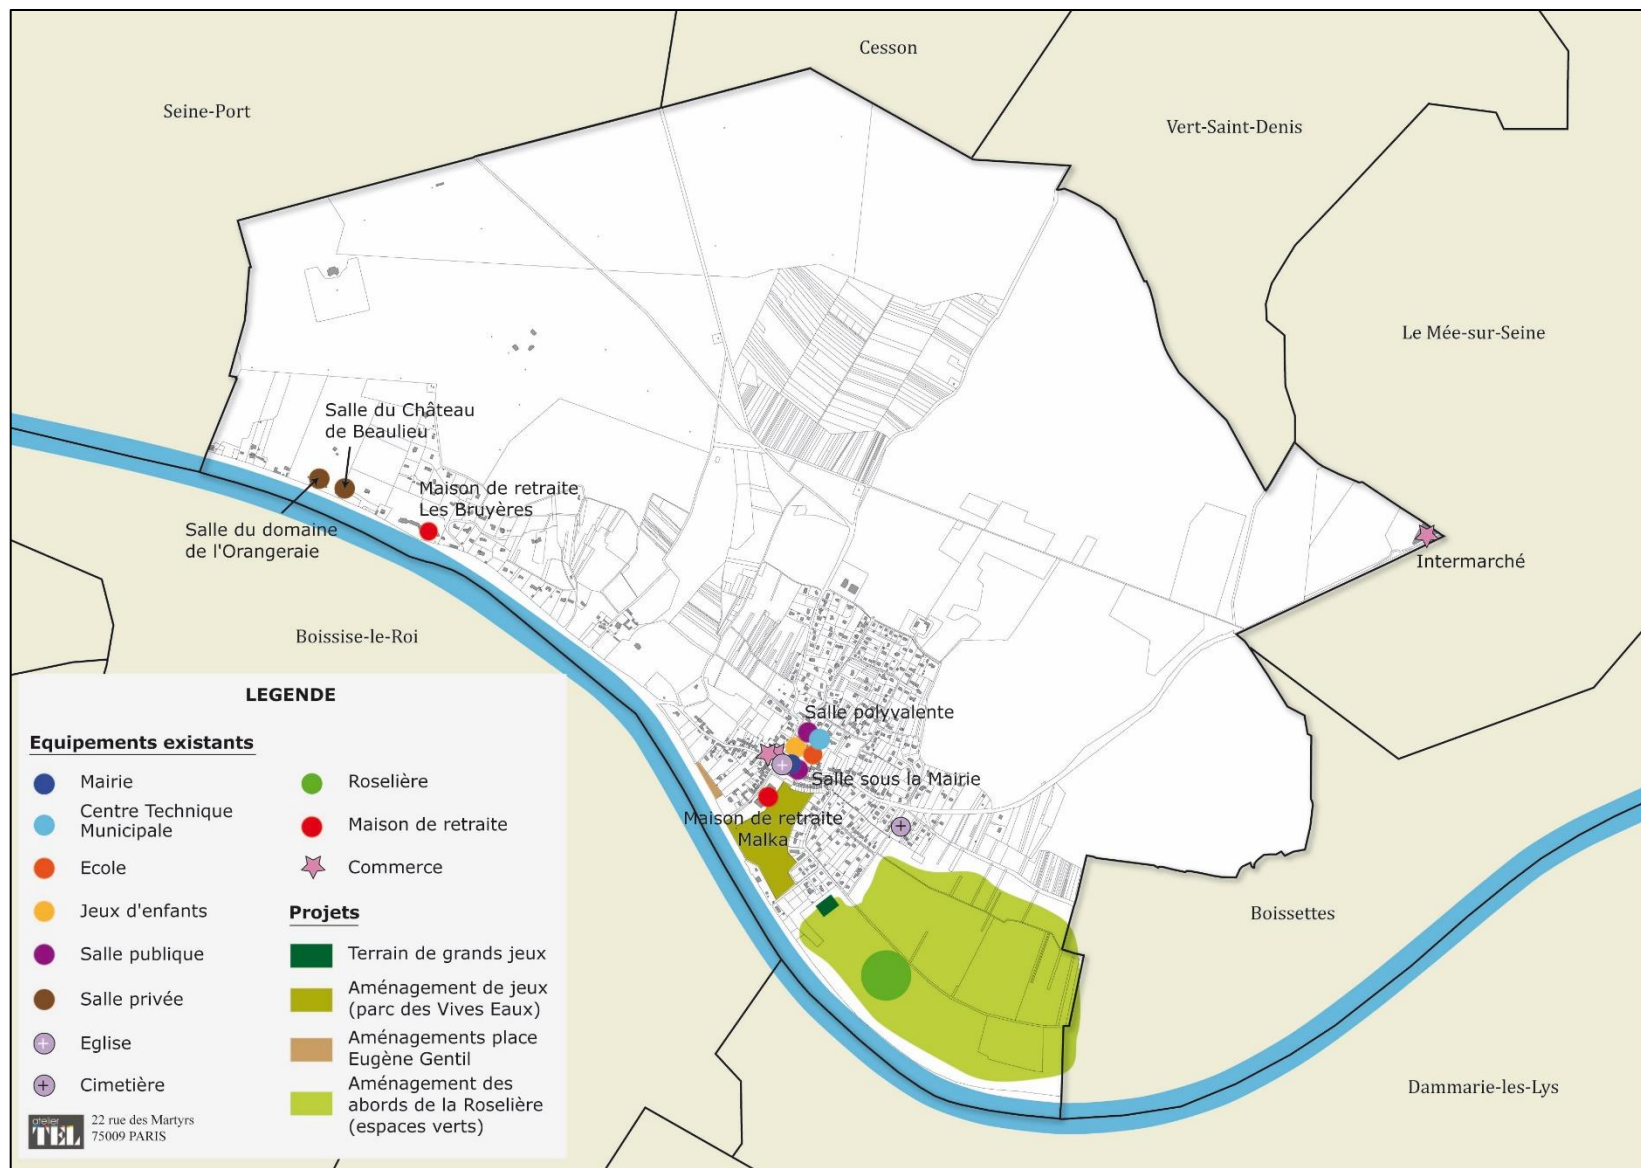 Cesson
Seine-Port
Vert-Saint-Denis
Le Mée-sur-Seine
Salle du Château
de Beaulieu
Maison de retraite
Les Bruyères
Salle du domaine
de l'Orangeraie
Intermarché
Boissise-le-Roi
Salle polyvalente
Salle sous la Mairie
Maison de retraite
Malka
Boissettes
Dammarie-les-Lys
LEGENDE
Equipements existants
Mairie
Centre Technique
Municipale
Ecole
Jeux d'enfants
Salle publique
Salle privée
Eglise
Cimetière
Roselière
Maison de retraite
Commerce
Projets
Terrain de grands jeux
Aménagement de jeux
(parc des Vives Eaux)
Aménagements place
Eugène Gentil
Aménagement des
abords de la Roselière
(espaces verts)
atelier
TEL
22 rue des Martyrs
75009 PARIS